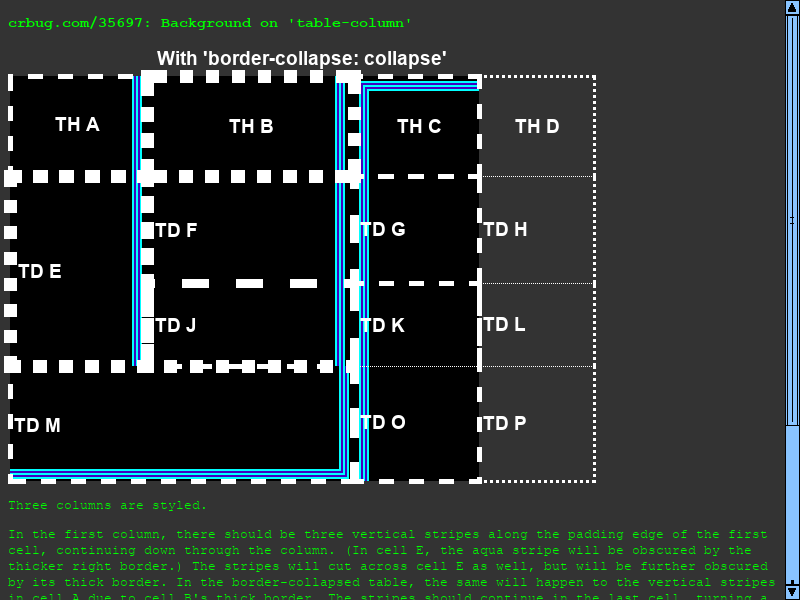 crbug.com/35697: Background on 'table-column'
With 'border-collapse: collapse'
TH A TH B TH C TH D
TD F TD G TD H
TD E
TD J TD K TD L
TD M TD O TD P
Three columns are styled.
In the first column, there should be three vertical stripes along the padding edge of the first
cell, continuing down through the column. (In cell E, the aqua stripe will be obscured by the
thicker right border.) The stripes will cut across cell E as well, but will be further obscured
by its thick border. In the border-collapsed table, the same will happen to the vertical stripes
in cell A due to cell B's thick border. The stripes should continue in the last cell, turning a